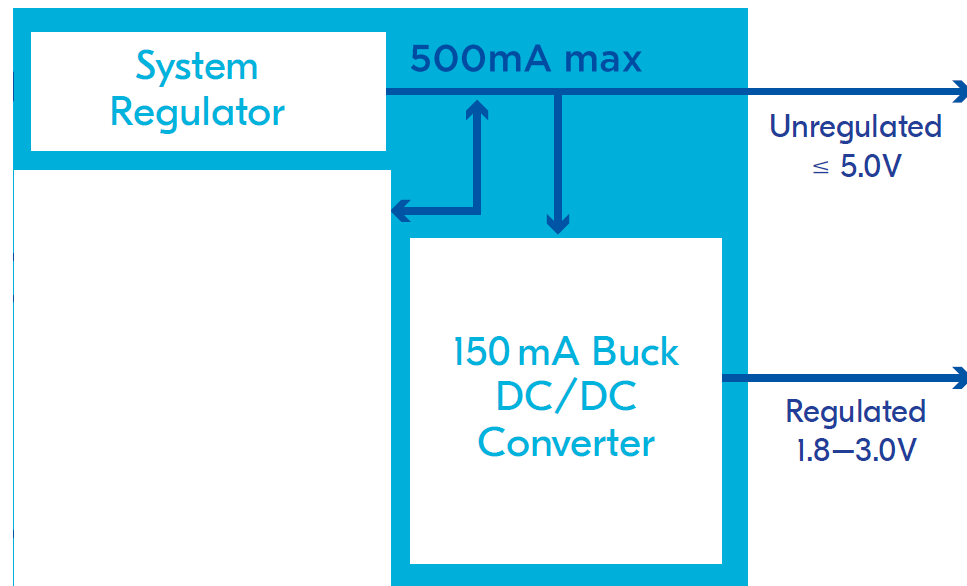 System
Regulator
500mA max
Unregulated
≤ 5.0V
150 mA Buck
DC/DC
Converter
Regulated
1.8–3.0V